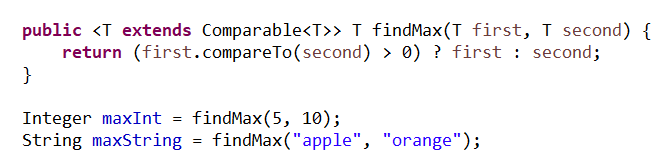 public <T extends Comparable<T>> T findMax(T first, T second) {
    return (first.compareTo(second) > 0) ? first : second;
}

Integer maxInt = findMax(5, 10);
String maxString = findMax("apple", "orange");